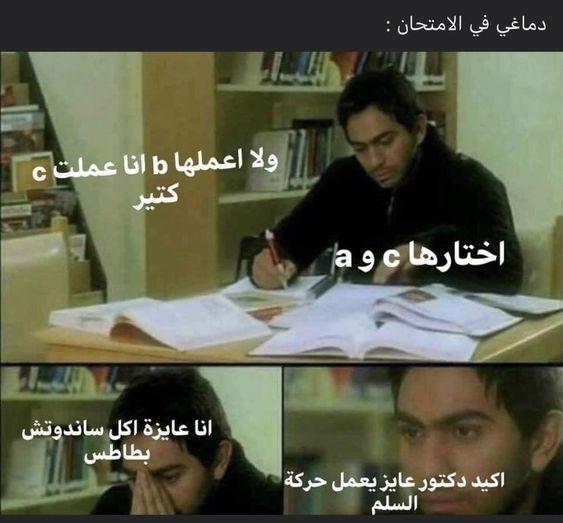 دماغي في الامتحان :
ولا اعملها b انا عملت c
كتير
اختارها c و a
انا عايزة اكل ساندوتش
بطاطس
اكيد دكتور عايز يعمل حركة
السلم